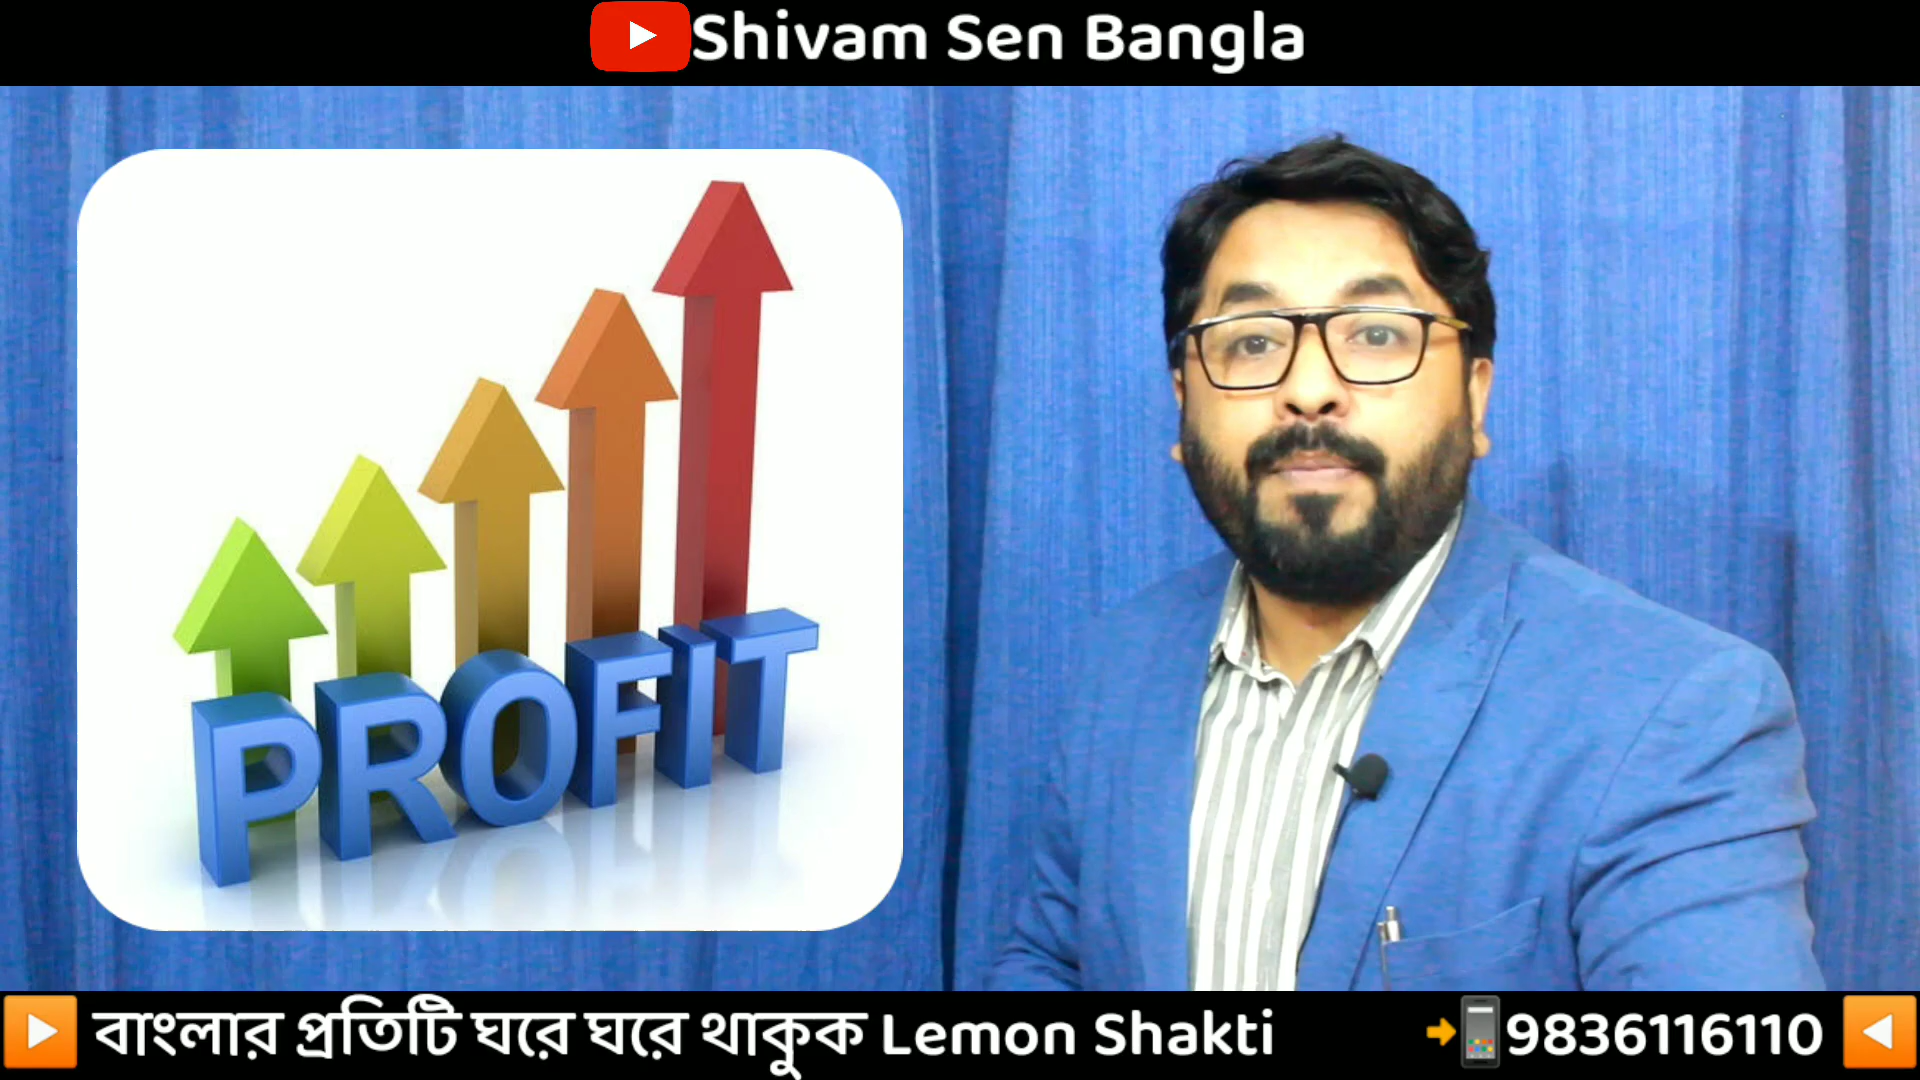 Shivam Sen Bangla
PROFIT
বাংলার প্রতিটি ঘরে ঘরে থাকুক Lemon Shakti
9836116110